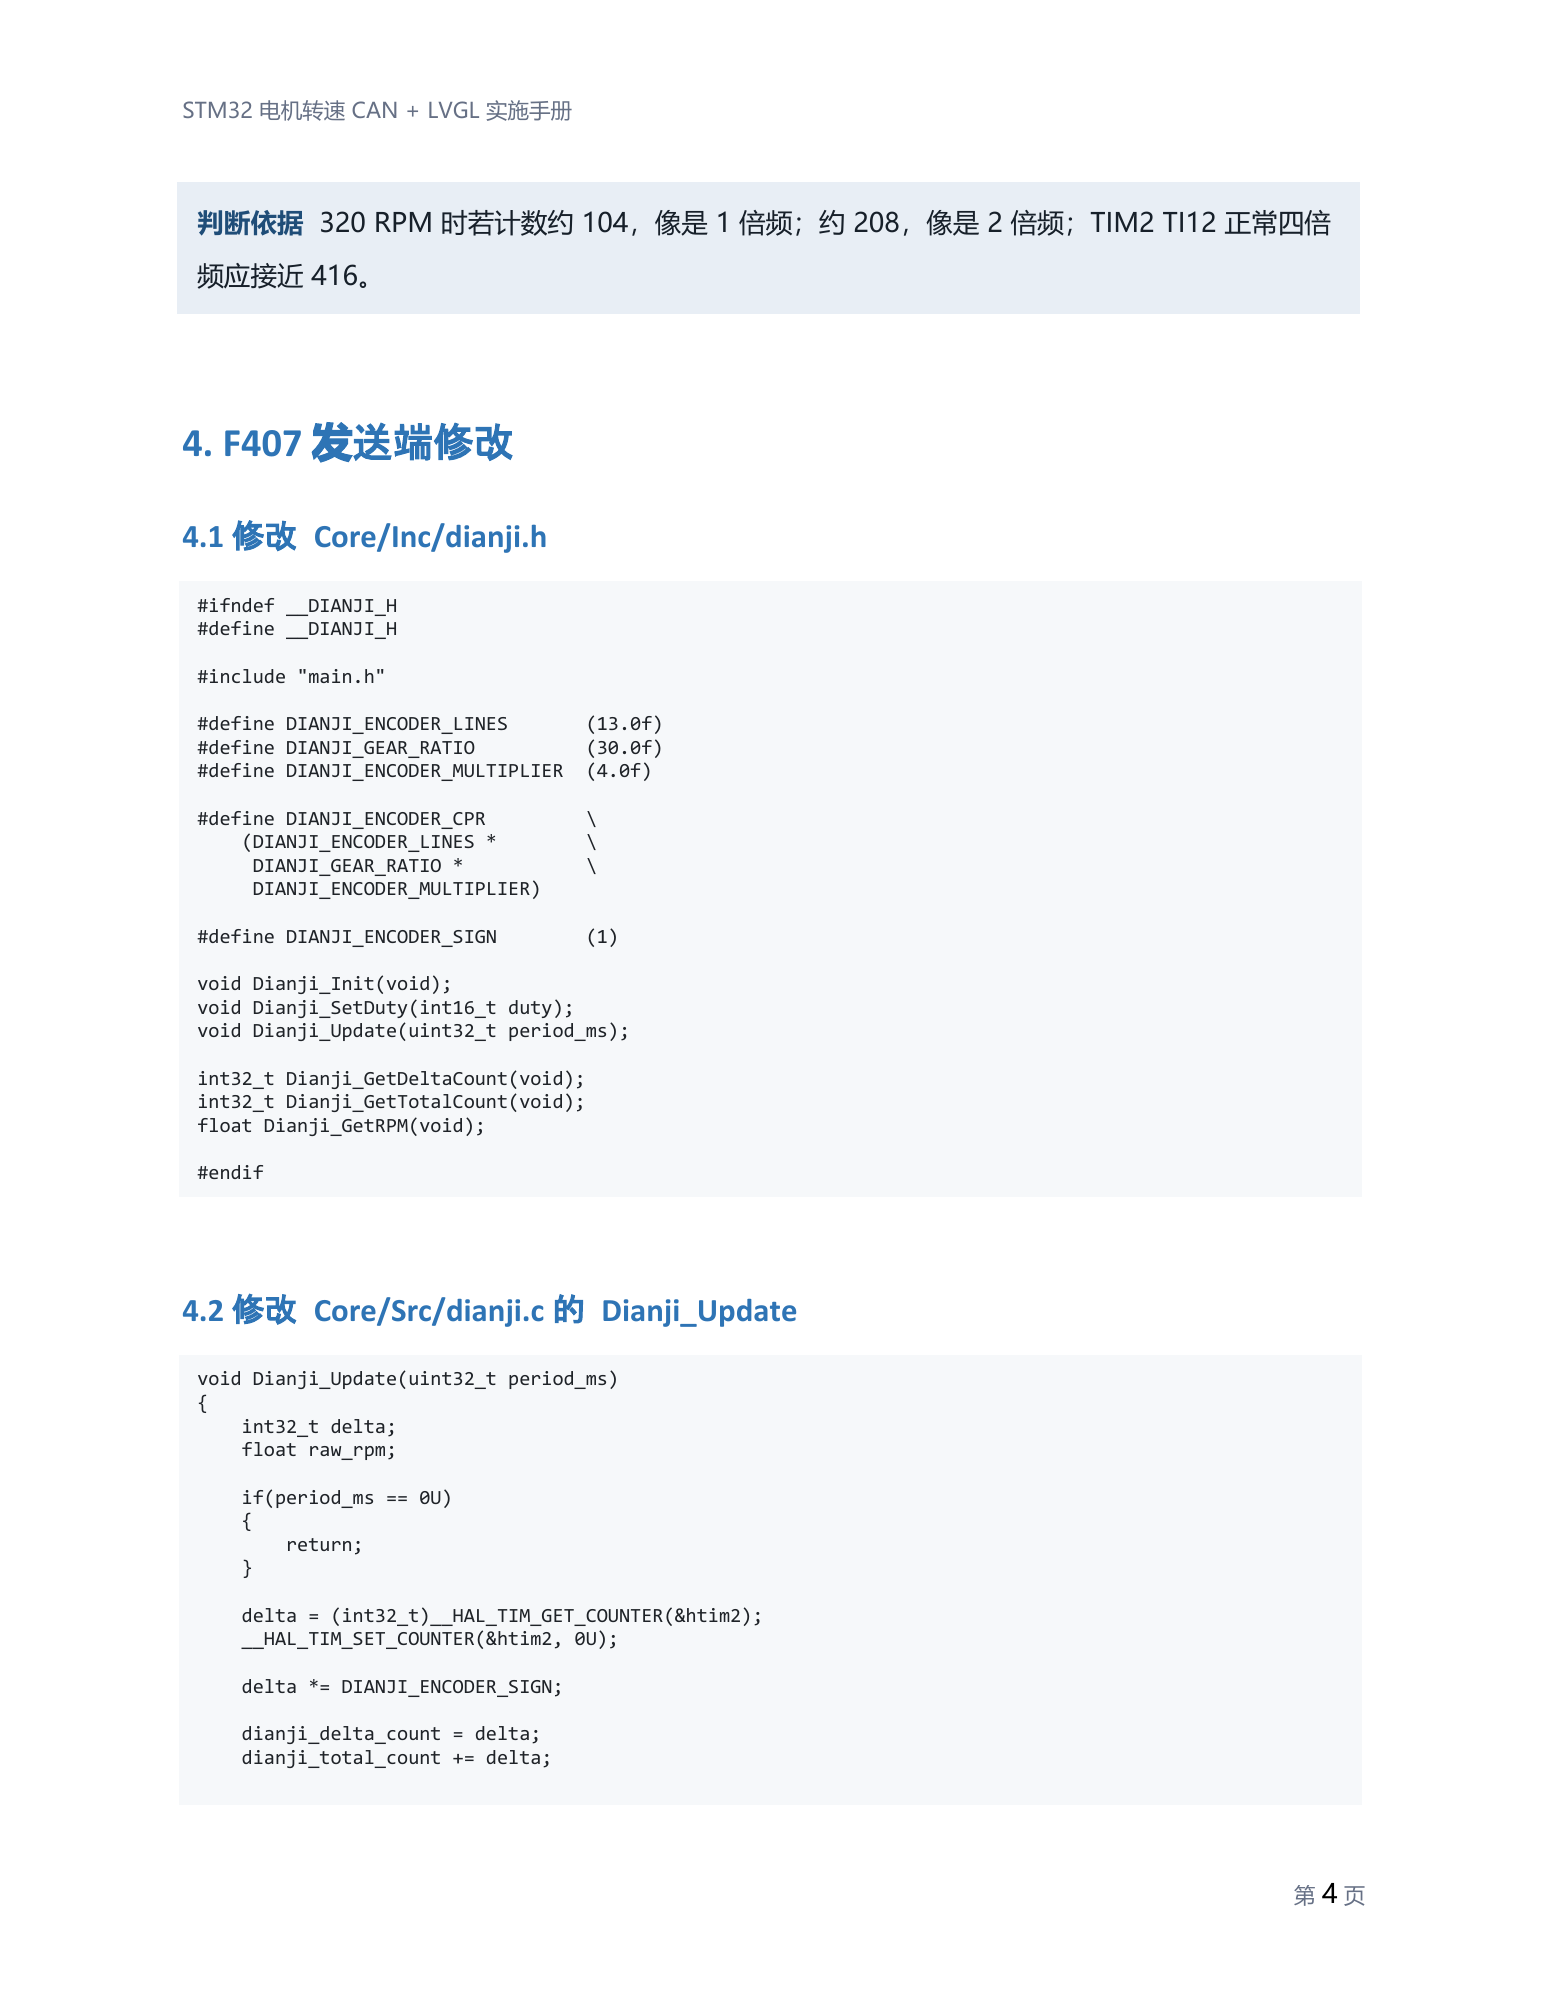 STM32 电机转速 CAN + LVGL 实施手册
判断依据 320 RPM 时若计数约 104，像是 1 倍频；约 208，像是 2 倍频；TIM2 TI12 正常四倍
频应接近 416。
4. F407 发送端修改
4.1 修改 Core/Inc/dianji.h
#ifndef __DIANJI_H
#define __DIANJI_H
#include "main.h"
#define DIANJI_ENCODER_LINES       (13.0f)
#define DIANJI_GEAR_RATIO          (30.0f)
#define DIANJI_ENCODER_MULTIPLIER  (4.0f)
#define DIANJI_ENCODER_CPR         \
    (DIANJI_ENCODER_LINES *        \
     DIANJI_GEAR_RATIO *           \
     DIANJI_ENCODER_MULTIPLIER)
#define DIANJI_ENCODER_SIGN        (1)
void Dianji_Init(void);
void Dianji_SetDuty(int16_t duty);
void Dianji_Update(uint32_t period_ms);
int32_t Dianji_GetDeltaCount(void);
int32_t Dianji_GetTotalCount(void);
float Dianji_GetRPM(void);
#endif
4.2 修改 Core/Src/dianji.c 的 Dianji_Update
void Dianji_Update(uint32_t period_ms)
{
    int32_t delta;
    float raw_rpm;
    if(period_ms == 0U)
    {
        return;
    }
    delta = (int32_t)__HAL_TIM_GET_COUNTER(&htim2);
    __HAL_TIM_SET_COUNTER(&htim2, 0U);
    delta *= DIANJI_ENCODER_SIGN;
    dianji_delta_count = delta;
    dianji_total_count += delta;
第 4 页